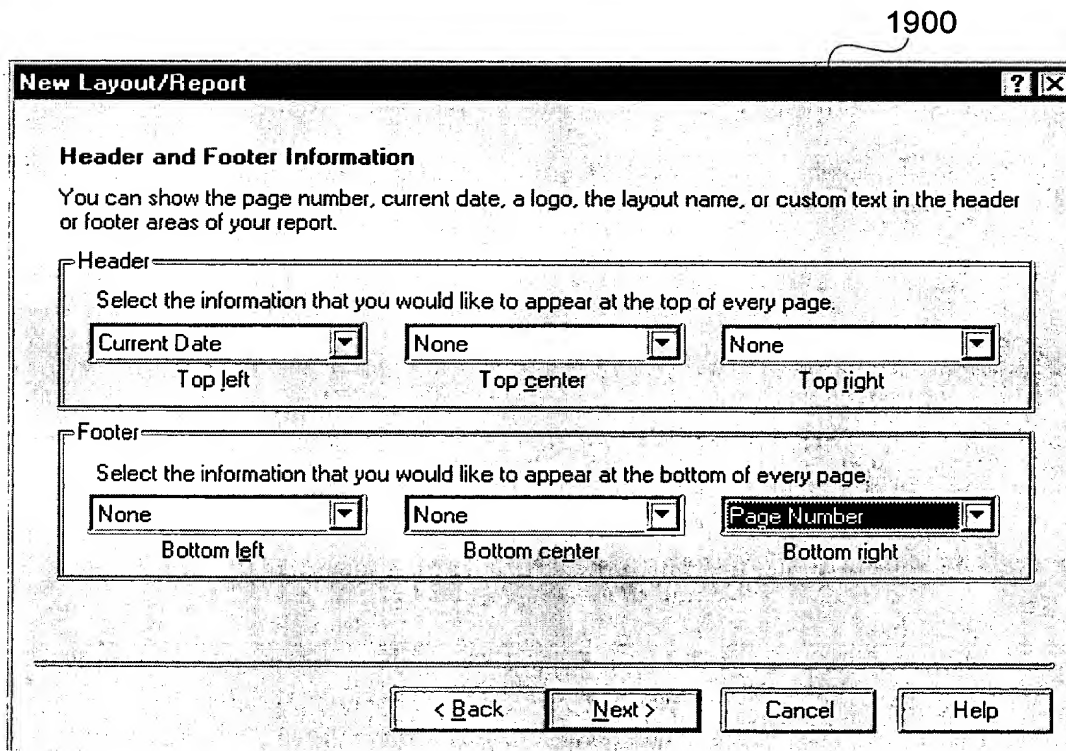 1900
New Layout/Report ? X
Header and Footer Information
You can show the page number, current date, a logo, the layout name, or custom text in the header
or footer areas of your report.
Header
Select the information that you would like to appear at the top of every page.
Current Date None None
Top left Top center Top right
Footer
Select the information that you would like to appear at the bottom of every page.
None None Page Number
Bottom left Bottom center Bottom right
< Back Next > Cancel Help